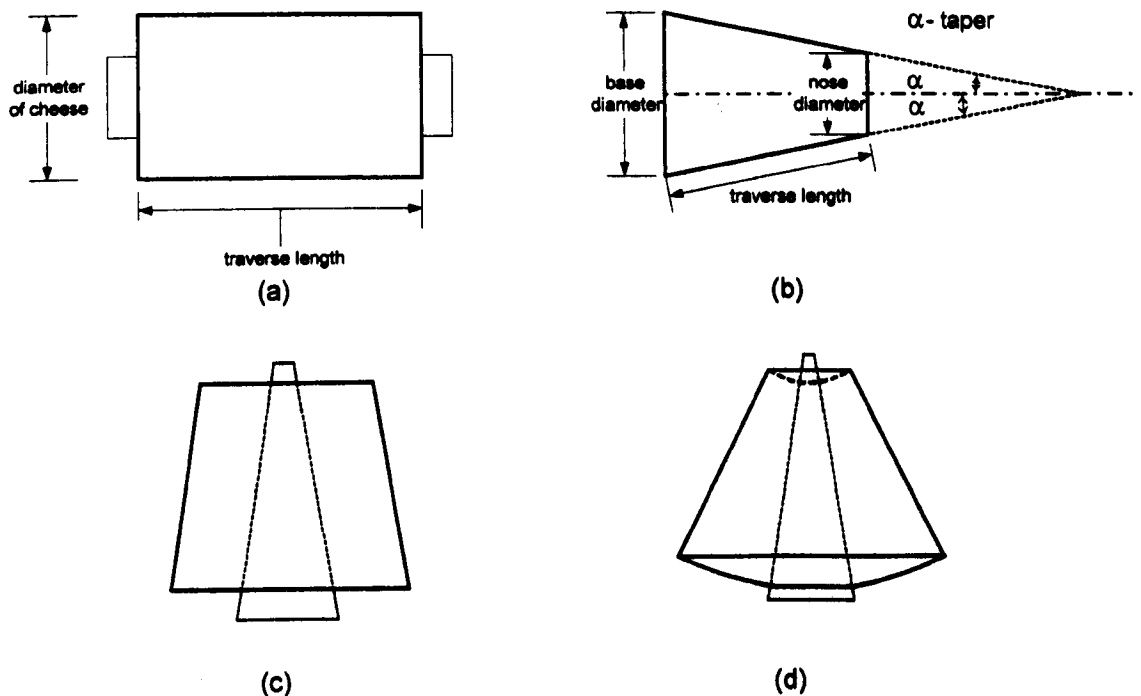 diameter
of cheese
traverse length
(a)
α- taper
base
diameter
nose
diameter
α
α
traverse length
(b)
(c)
(d)